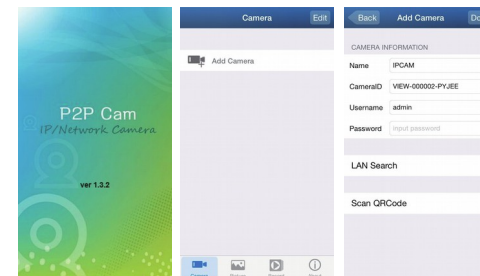 P2P Cam
IP/Network Camera
ver 1.3.2
Camera
Edit
Add Camera
Camera
Back
Add Camera
CAMERA INFORMATION
Name
IPCAM
CameraID
VIEW-000002-PYJEE
Username
admin
Password
input password
LAN Search
Scan QRCode